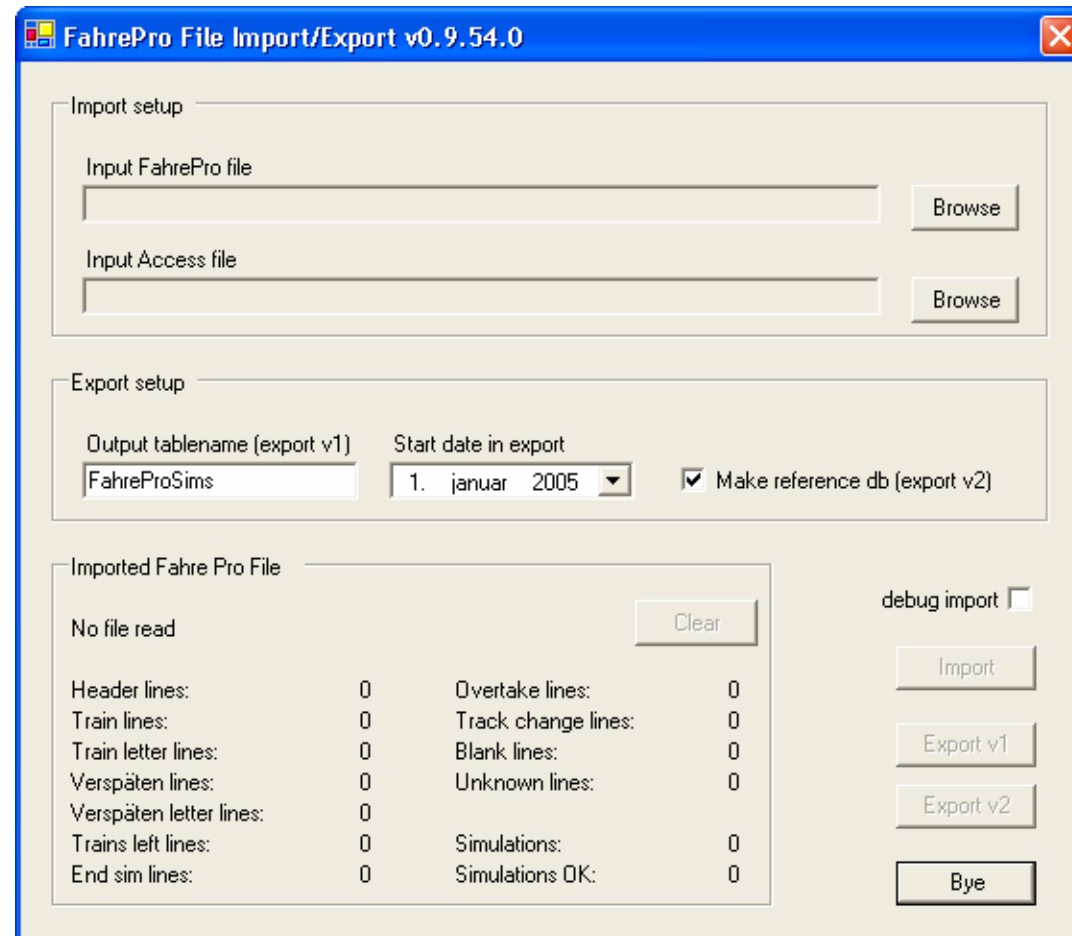 FahrePro File Import/Export v0.9.54.0
Import setup
Input FahrePro file
Browse
Input Access file
Browse
Export setup
Output tablename (export v1) Start date in export
FahreProSims 1. januar 2005 Make reference db (export v2)
Imported Fahre Pro File
debug import
No file read Clear
Import
Header lines: 0 Overtake lines: 0
Train lines: 0 Track change lines: 0
Train letter lines: 0 Blank lines: 0
Export v1
Verspäten lines: 0 Unknown lines: 0
Verspäten letter lines: 0
Export v2
Trains left lines: 0 Simulations: 0
End sim lines: 0 Simulations OK: 0
Bye